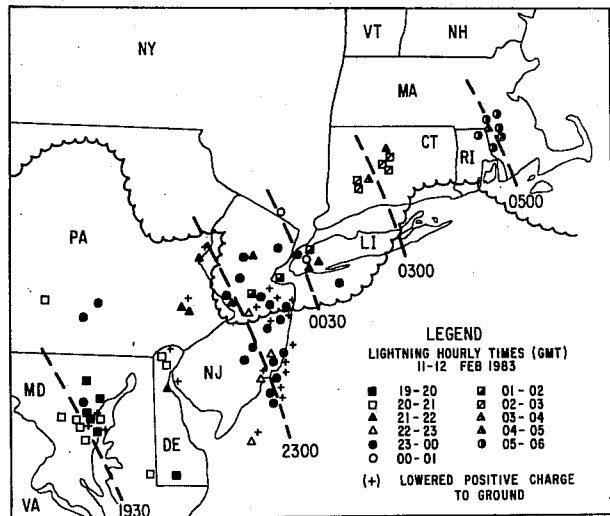 NY
VT
NH
MA
CT
RI
0500
PA
LI
0300
0030
NJ
MD
DE
2300
VA
1930
LEGEND
LIGHTNING HOURLY TIMES (GMT)
11-12 FEB 1983
19-20
20-21
21-22
22-23
23-00
00-01
01-02
02-03
03-04
04-05
05-06
(+) LOWERED POSITIVE CHARGE
TO GROUND